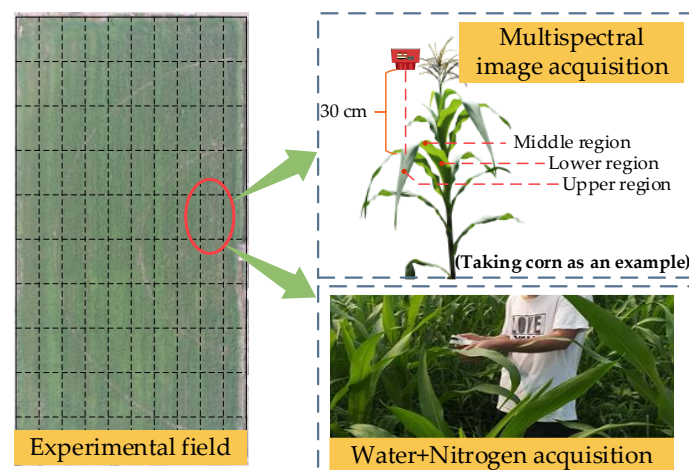 Multispectral
image acquisition
30 cm
Middle region
Lower region
Upper region
(Taking corn as an example)
LOVE
Experimental field
Water+Nitrogen acquisition